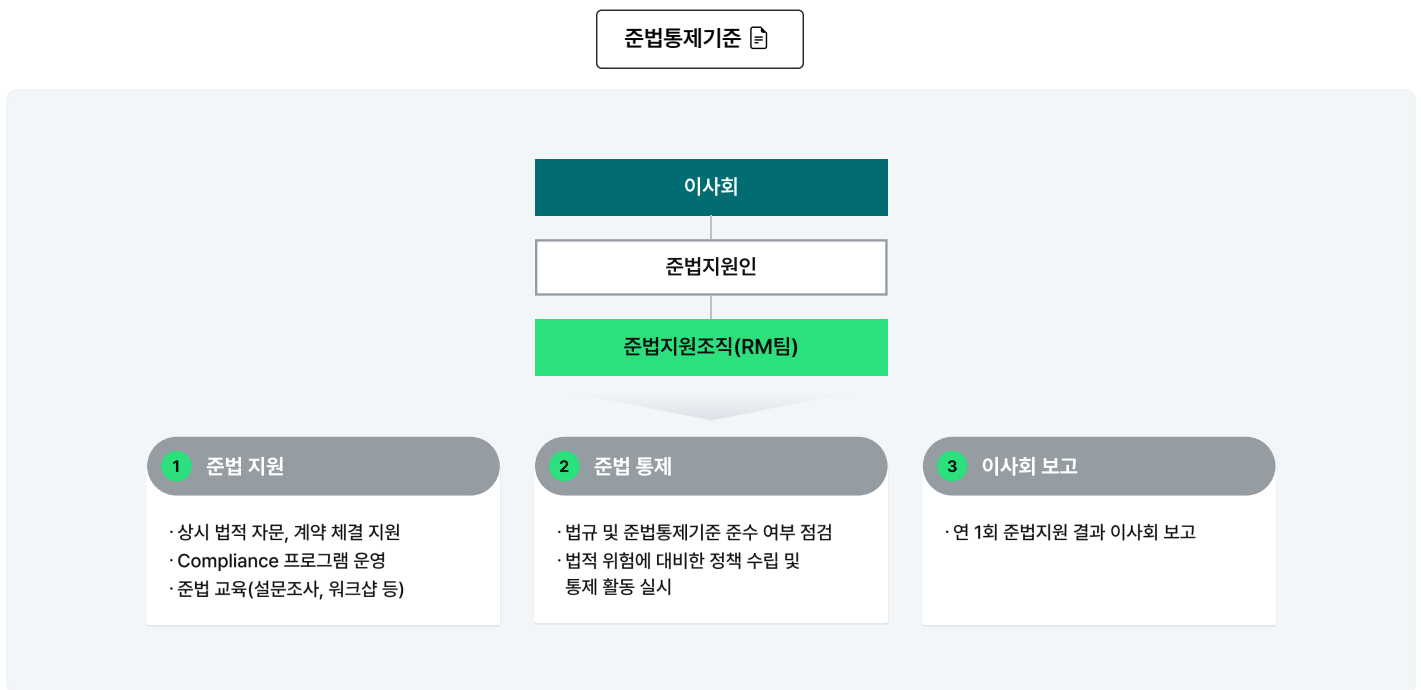 준법통제기준
이사회
준법지원인
준법지원조직(RM팀)
1 준법 지원
· 상시 법적 자문, 계약 체결 지원
· Compliance 프로그램 운영
· 준법 교육(설문조사, 워크샵 등)
2 준법 통제
· 법규 및 준법통제기준 준수 여부 점검
· 법적 위험에 대비한 정책 수립 및
통제 활동 실시
3 이사회 보고
· 연 1회 준법지원 결과 이사회 보고